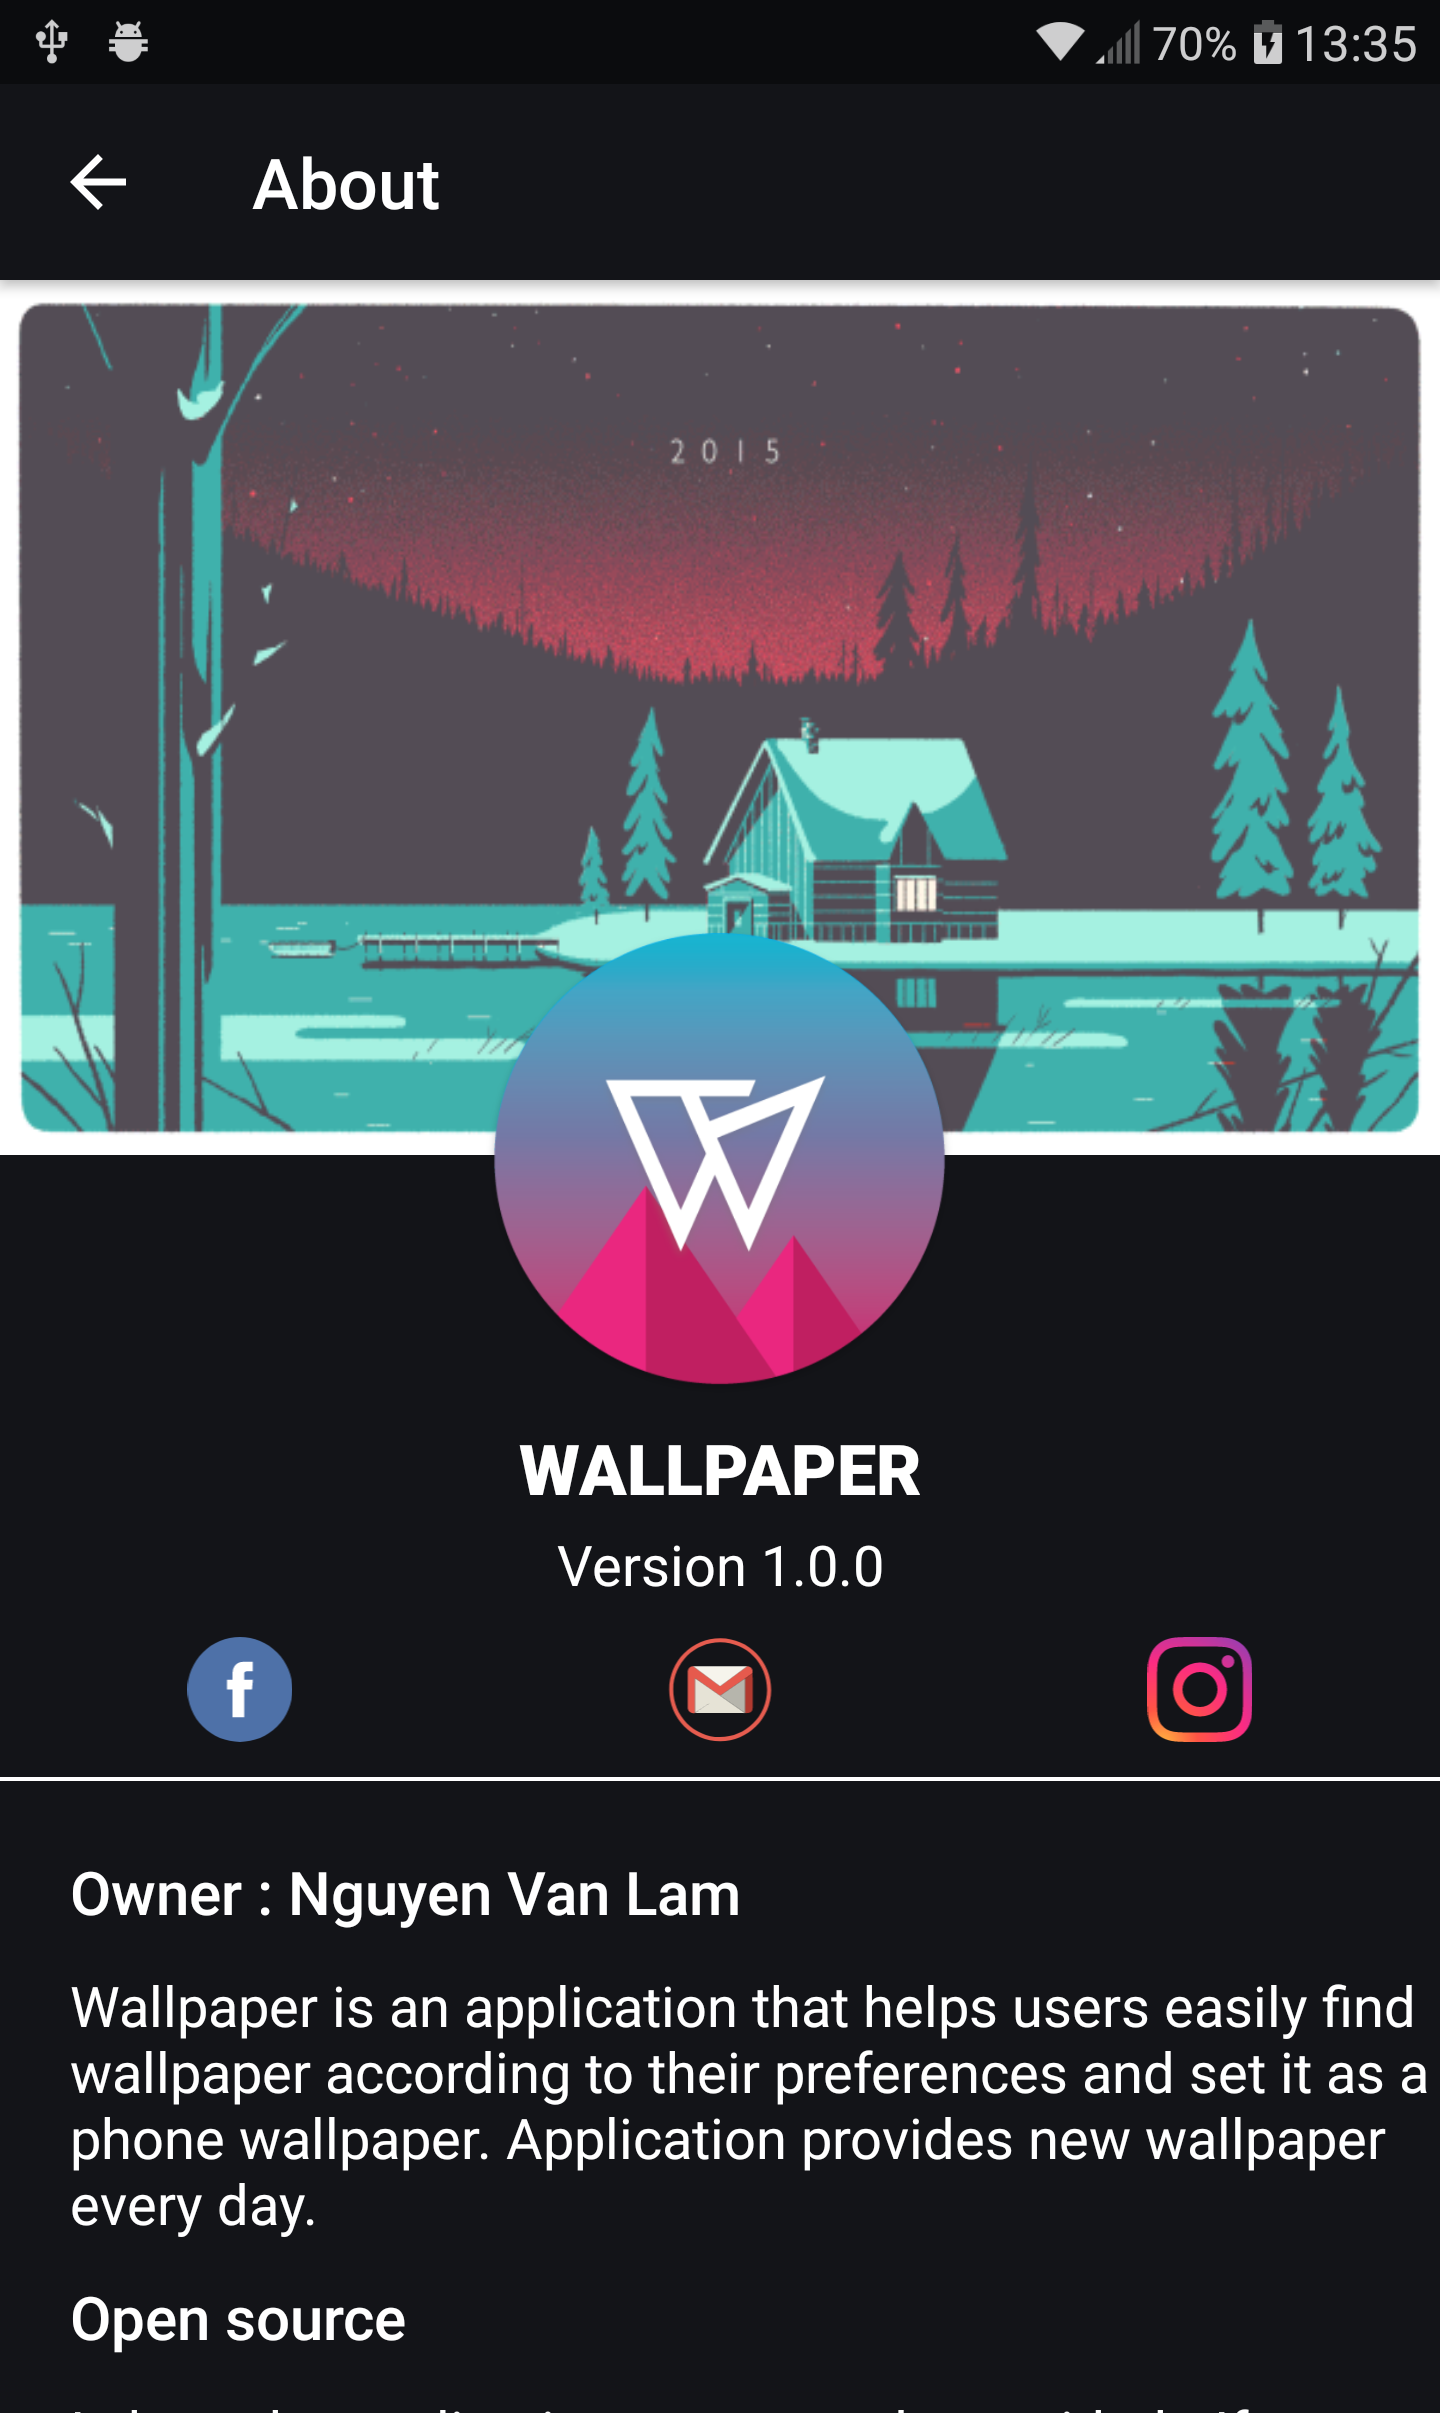 70% 13:35
About
2015
WALLPAPER
Version 1.0.0
Owner : Nguyen Van Lam
Wallpaper is an application that helps users easily find
wallpaper according to their preferences and set it as a
phone wallpaper. Application provides new wallpaper
every day.
Open source